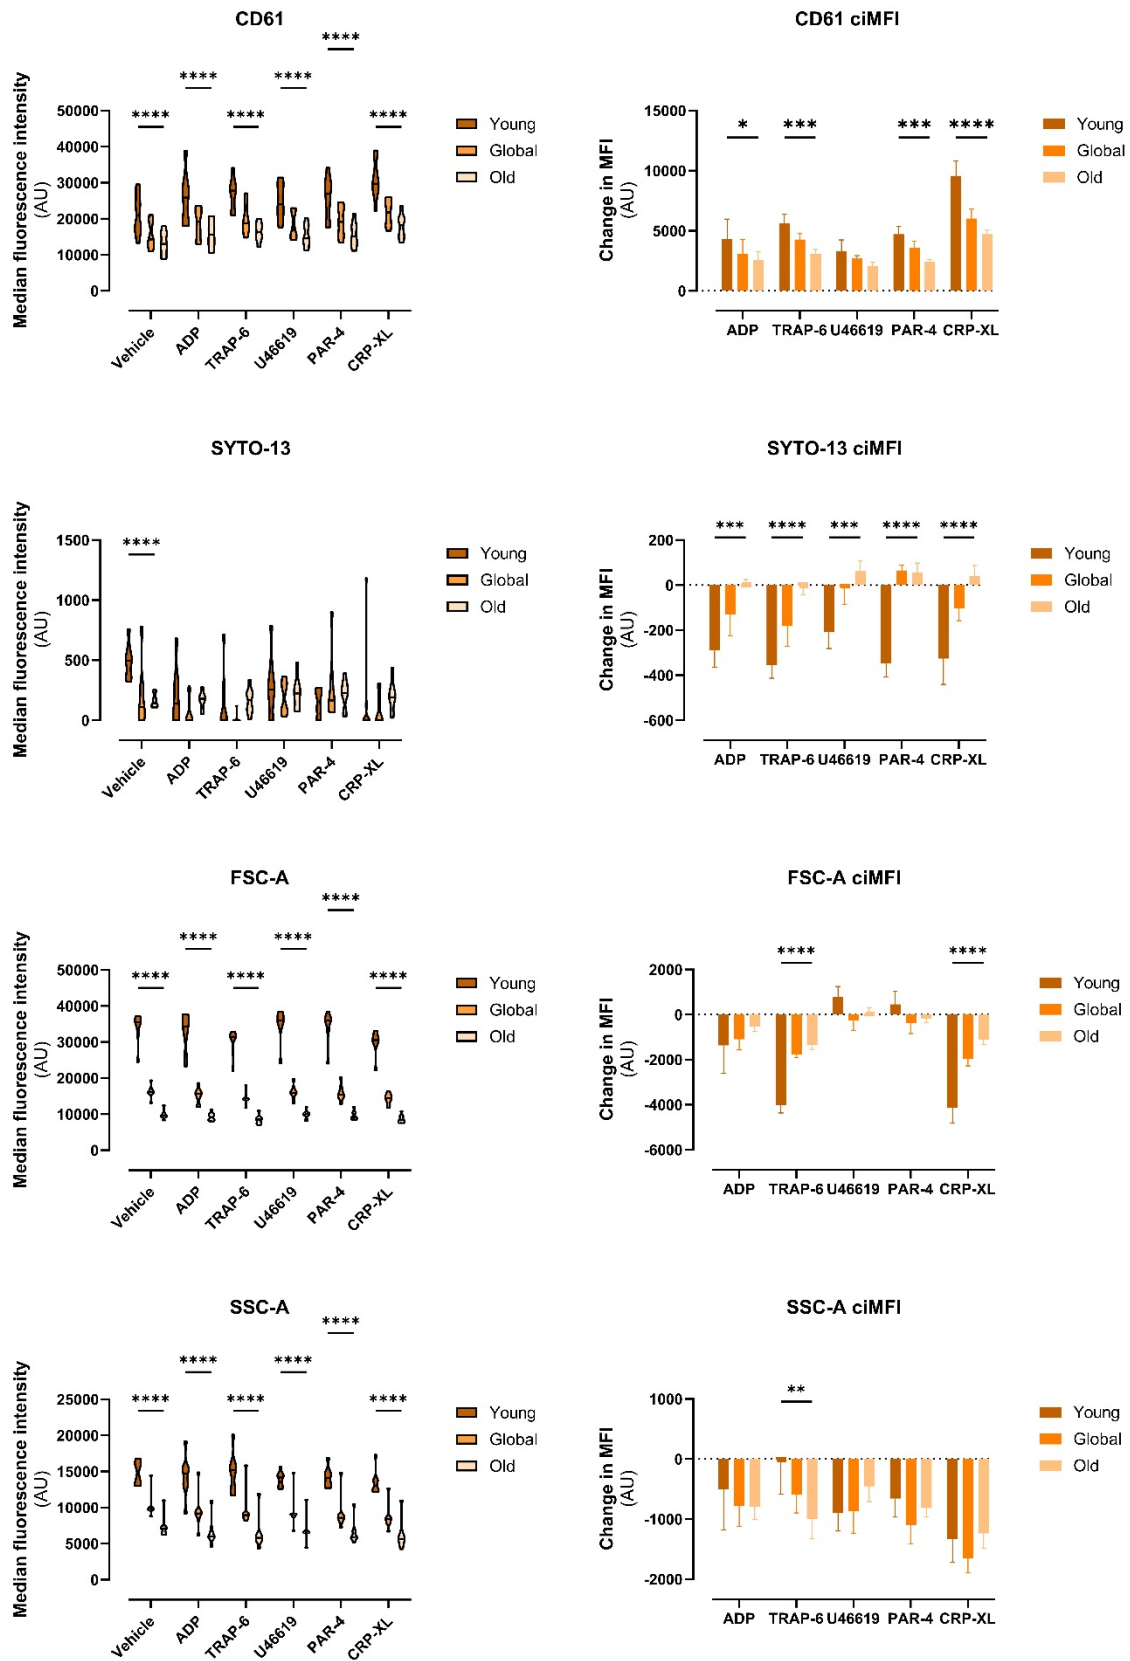 CD61
****
****
****
****
****
****
Median fluorescence intensity
(AU)
50000
40000
30000
20000
10000
0
Vehicle
ADP
TRAP-6
U46619
PAR-4
CRP-XL
Young
Global
Old
CD61 ciMFI
*
***
***
****
Change in MFI
(AU)
15000
10000
5000
0
ADP
TRAP-6
U46619
PAR-4
CRP-XL
Young
Global
Old
SYTO-13
****
Median fluorescence intensity
(AU)
1500
1000
500
0
Vehicle
ADP
TRAP-6
U46619
PAR-4
CRP-XL
Young
Global
Old
SYTO-13 ciMFI
***
****
***
****
****
Change in MFI
(AU)
200
0
-200
-400
-600
ADP
TRAP-6
U46619
PAR-4
CRP-XL
Young
Global
Old
FSC-A
****
****
****
****
****
****
Median fluorescence intensity
(AU)
50000
40000
30000
20000
10000
0
Vehicle
ADP
TRAP-6
U46619
PAR-4
CRP-XL
Young
Global
Old
FSC-A ciMFI
****
****
Change in MFI
(AU)
2000
0
-2000
-4000
-6000
ADP
TRAP-6
U46619
PAR-4
CRP-XL
Young
Global
Old
SSC-A
****
****
****
****
****
****
Median fluorescence intensity
(AU)
25000
20000
15000
10000
5000
0
Vehicle
ADP
TRAP-6
U46619
PAR-4
CRP-XL
Young
Global
Old
SSC-A ciMFI
**
Change in MFI
(AU)
1000
0
-1000
-2000
ADP
TRAP-6
U46619
PAR-4
CRP-XL
Young
Global
Old